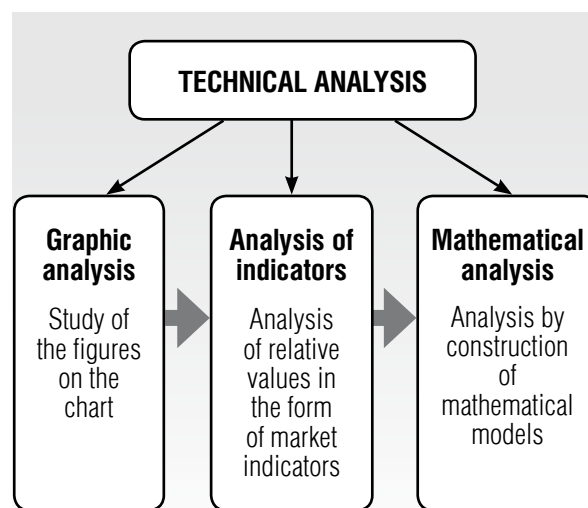 TECHNICAL ANALYSIS
Graphic
analysis
Study of
the figures
on the
chart
Analysis of
indicators
Analysis
of relative
values in
the form
of market
indicators
Mathematical
analysis
Analysis by
construction
of
mathematical
models